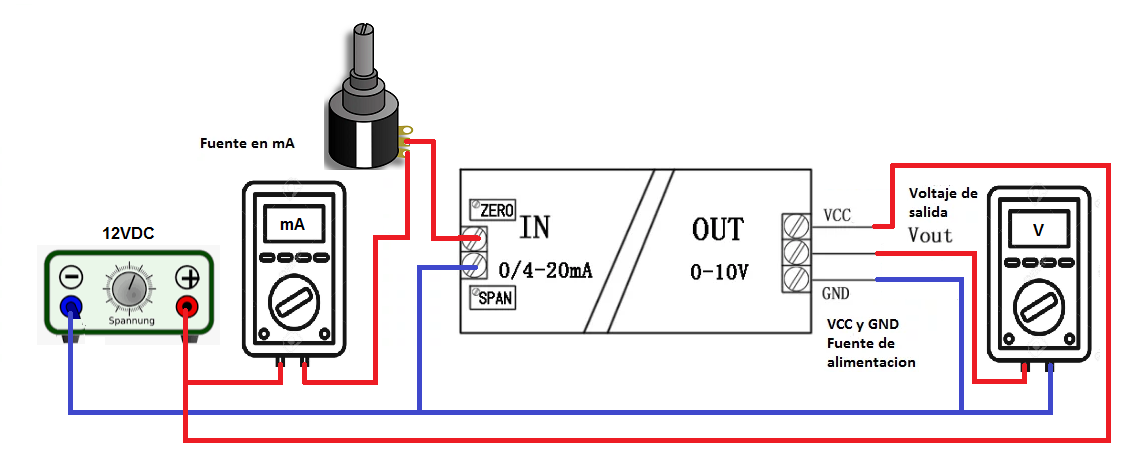 Fuente en mA
12VDC
Spannung
mA
ZERO
IN
0/4-20mA
SPAN
OUT
0-10V
VCC
Vout
GND
Voltaje de
salida
V
VCC y GND
Fuente de
alimentacion